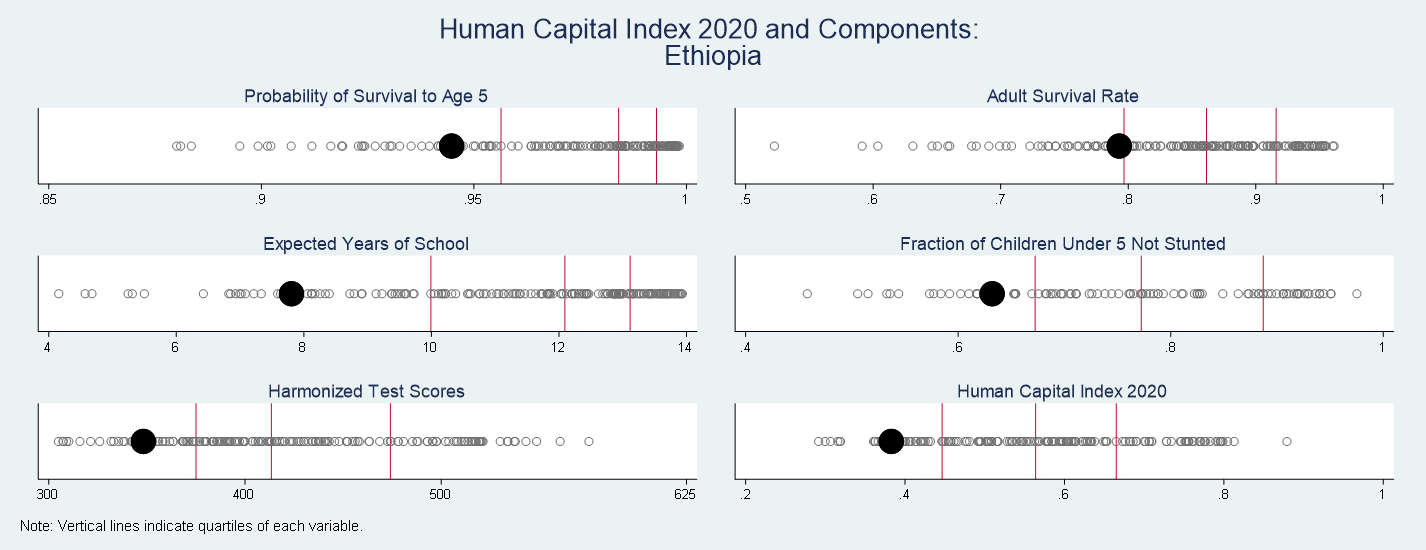 Human Capital Index 2020 and Components:
Ethiopia
Probability of Survival to Age 5
.85 .9 .95 1
Adult Survival Rate
.5 .6 .7 .8 .9 1
Expected Years of School
4 6 8 10 12 14
Fraction of Children Under 5 Not Stunted
.4 .6 .8 1
Harmonized Test Scores
300 400 500 625
Human Capital Index 2020
.2 .4 .6 .8 1
Note: Vertical lines indicate quartiles of each variable.